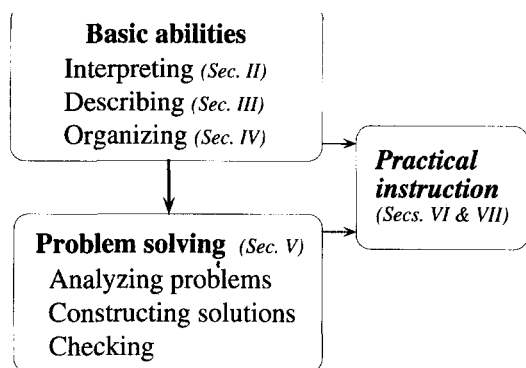 Basic abilities
Interpreting (Sec. II)
Describing (Sec. III)
Organizing (Sec. IV)
Practical
instruction
(Secs. VI & VII)
Problem solving (Sec. V)
Analyzing problems
Constructing solutions
Checking